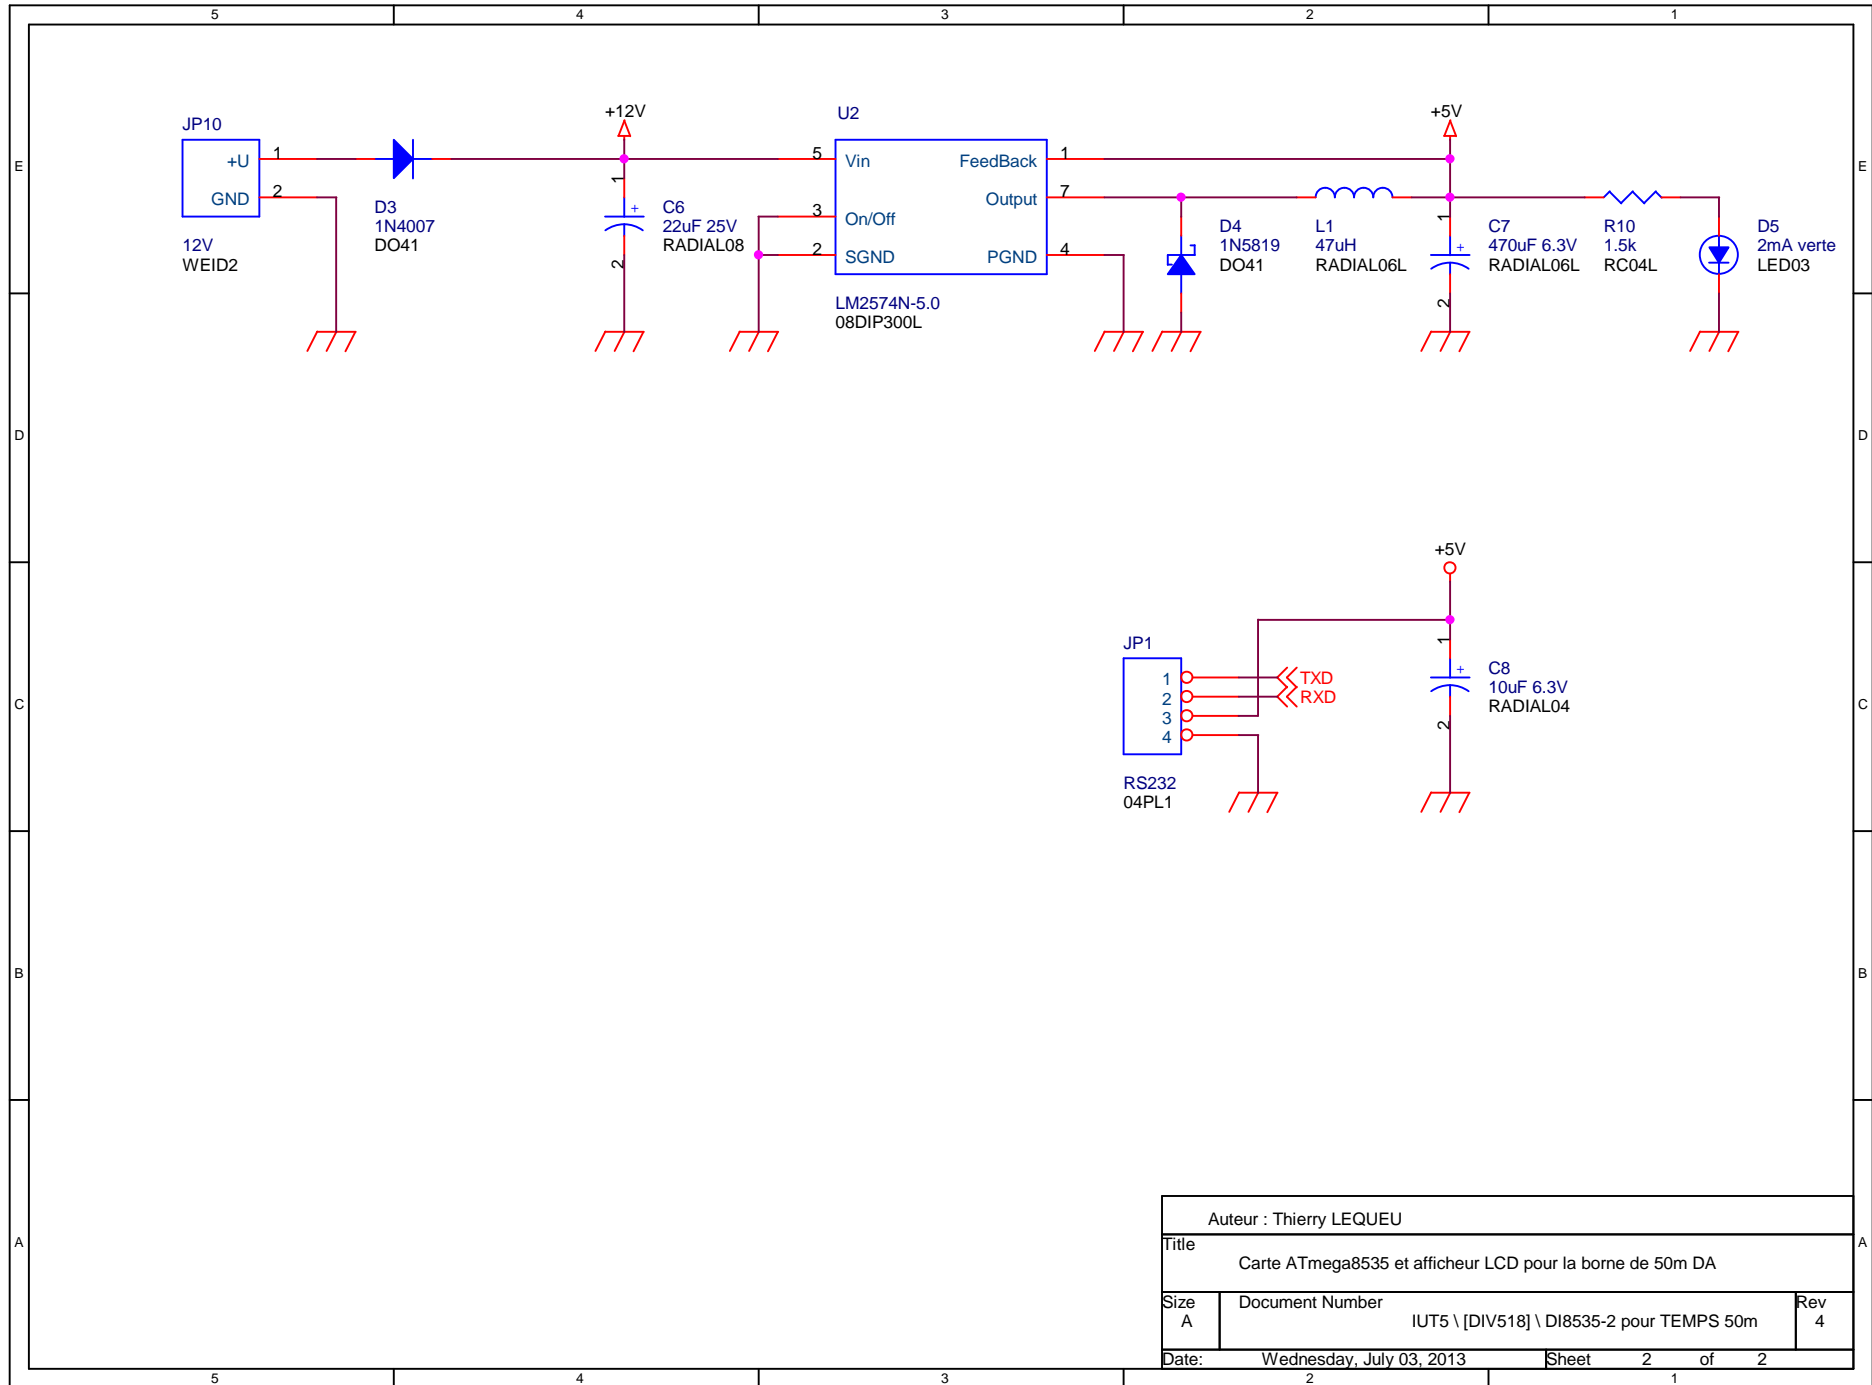 5 4 3 2 1
E E
D D
C C
B B
A A
JP10
+U 1
GND 2
12V
WEID2
D3
1N4007
DO41
+12V
1
+
2
C6
22uF 25V
RADIAL08
U2
5 Vin FeedBack 1
Output 7
3 On/Off
2 SGND PGND 4
LM2574N-5.0
08DIP300L
D4
1N5819
DO41
L1
47uH
RADIAL06L
+5V
1
+
2
C7
470uF 6.3V
RADIAL06L
R10
1.5k
RC04L
D5
2mA verte
LED03
JP1
1 TXD
2 RXD
3
4
RS232
04PL1
+5V
1
+
2
C8
10uF 6.3V
RADIAL04
Auteur : Thierry LEQUEU
Title
Carte ATmega8535 et afficheur LCD pour la borne de 50m DA
Size Document Number Rev
A IUT5 \ [DIV518] \ DI8535-2 pour TEMPS 50m 4
Date: Wednesday, July 03, 2013 Sheet 2 of 2
5 4 3 2 1